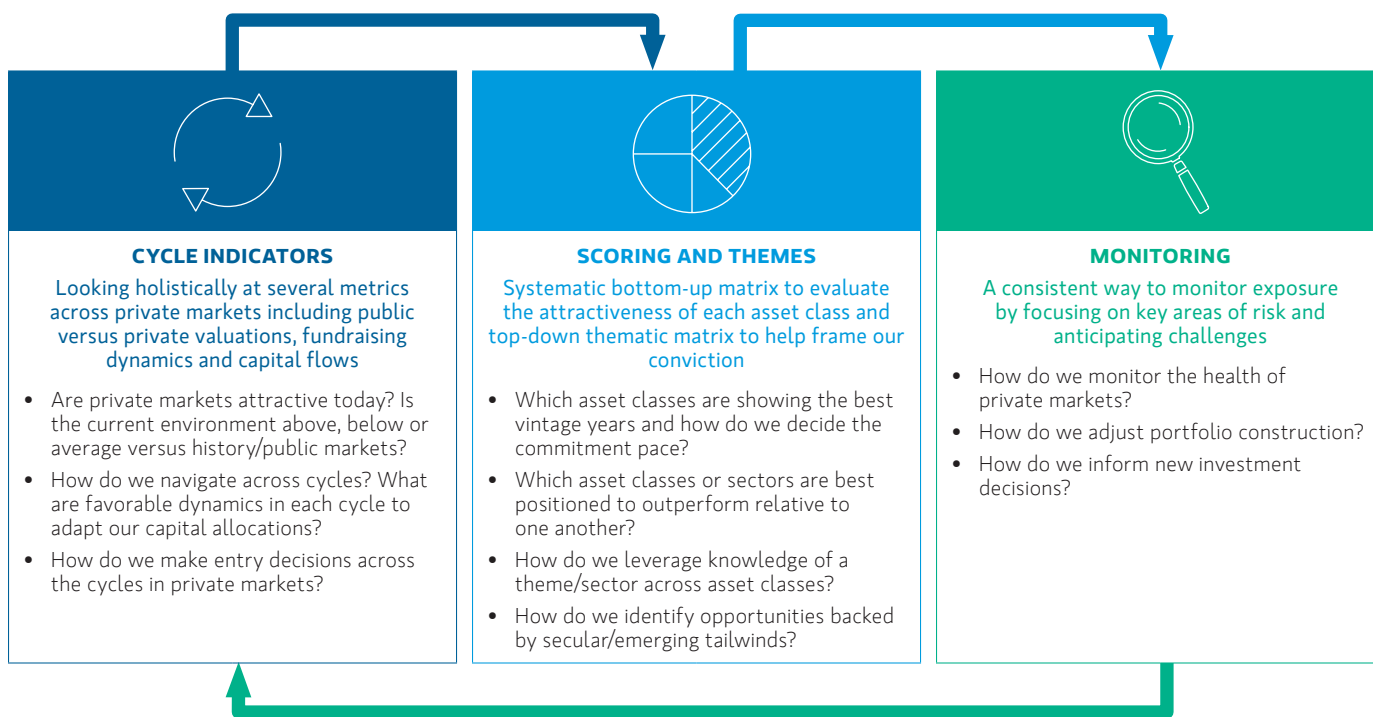 CYCLE INDICATORS
Looking holistically at several metrics
across private markets including public
versus private valuations, fundraising
dynamics and capital flows
• Are private markets attractive today? Is
the current environment above, below or
average versus history/public markets?
• How do we navigate across cycles? What
are favorable dynamics in each cycle to
adapt our capital allocations?
• How do we make entry decisions across
the cycles in private markets?
SCORING AND THEMES
Systematic bottom-up matrix to evaluate
the attractiveness of each asset class and
top-down thematic matrix to help frame our
conviction
• Which asset classes are showing the best
vintage years and how do we decide the
commitment pace?
• Which asset classes or sectors are best
positioned to outperform relative to
one another?
• How do we leverage knowledge of a
theme/sector across asset classes?
• How do we identify opportunities backed
by secular/emerging tailwinds?
MONITORING
A consistent way to monitor exposure
by focusing on key areas of risk and
anticipating challenges
• How do we monitor the health of
private markets?
• How do we adjust portfolio construction?
• How do we inform new investment
decisions?